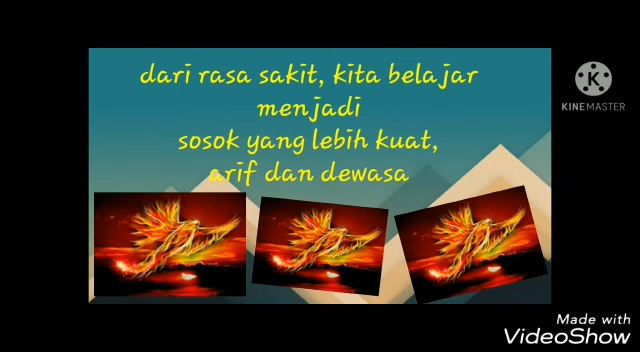 dari rasa sakit, kita belajar
menjadi
sosok yang lebih kuat,
arif dan dewasa
K
KINEMASTER
Made with
VideoShow